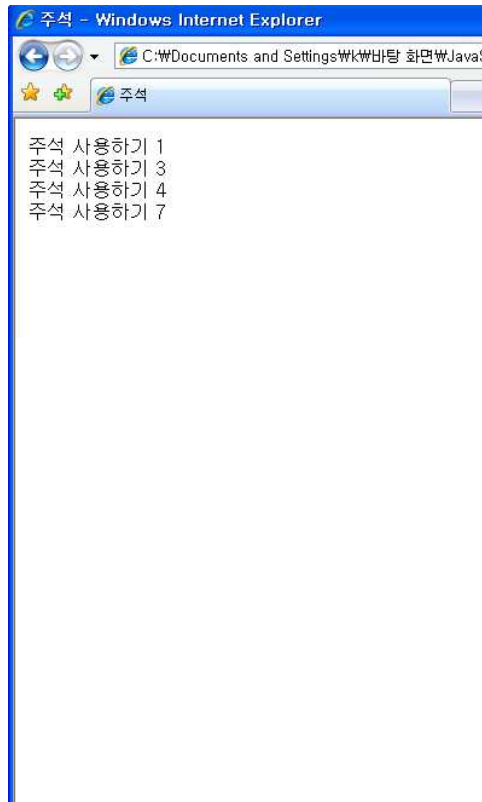 주석 - Windows Internet Explorer
C:₩Documents and Settings₩k₩바탕 화면₩JavaS
주석
주석 사용하기 1
주석 사용하기 3
주석 사용하기 4
주석 사용하기 7